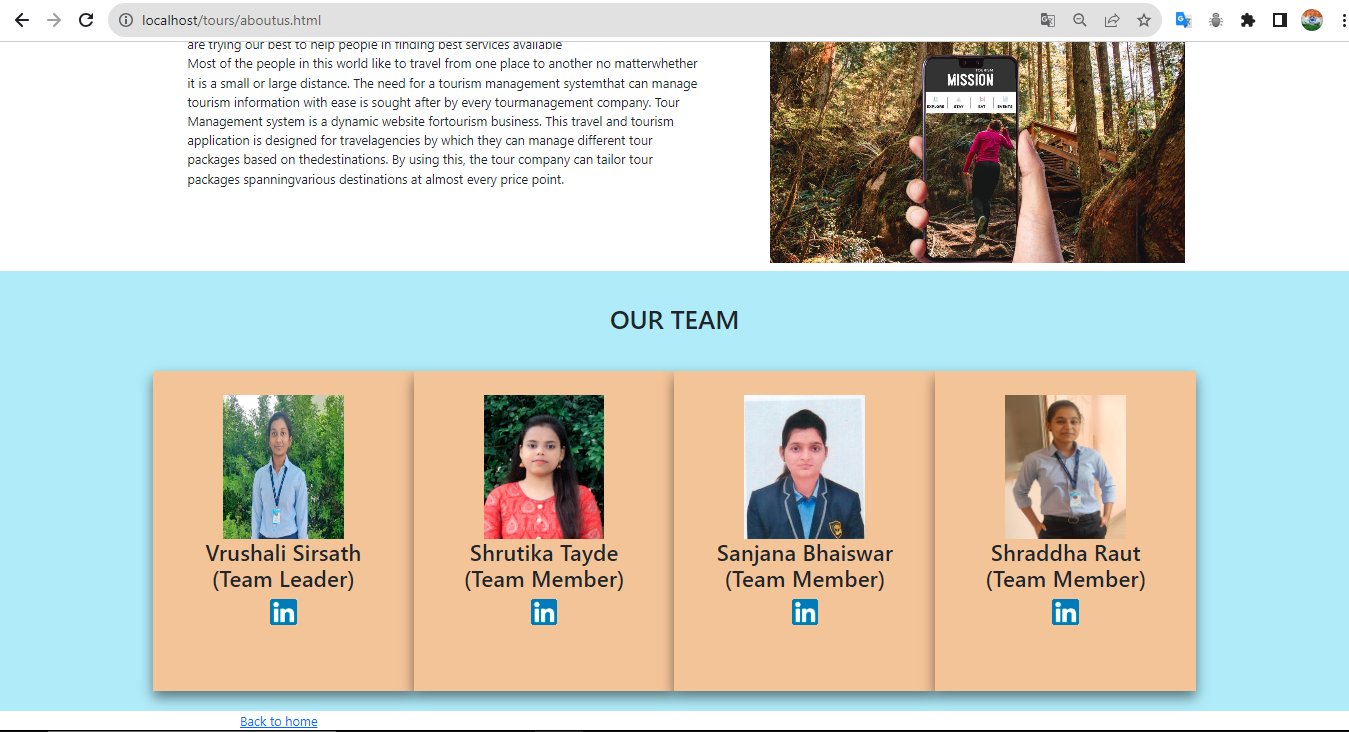 localhost/tours/aboutus.html
are trying our best to help people in finding best services available
Most of the people in this world like to travel from one place to another no matterwhether
it is a small or large distance. The need for a tourism management systemthat can manage
tourism information with ease is sought after by every tourmanagement company. Tour
Management system is a dynamic website fortourism business. This travel and tourism
application is designed for travelagencies by which they can manage different tour
packages based on thedestinations. By using this, the tour company can tailor tour
packages spanningvarious destinations at almost every price point.
TOURISM
MISSION
EXPLORE STAY EAT EVENTS
OUR TEAM
Vrushali Sirsath
(Team Leader)
in
Shrutika Tayde
(Team Member)
in
Sanjana Bhaiswar
(Team Member)
in
Shraddha Raut
(Team Member)
in
Back to home